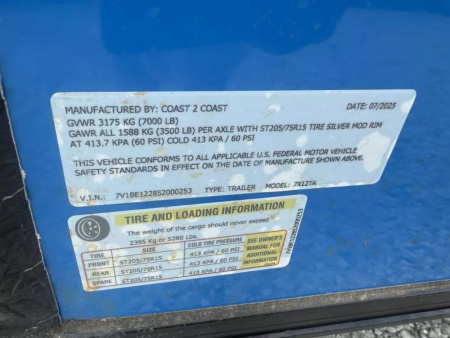 MANUFACTURED BY: COAST 2 COAST DATE: 07/2025
GVWR 3175 KG (7000 LB)
GAWR ALL 1588 KG (3500 LB) PER AXLE WITH ST205/75R15 TIRE SILVER MOD RIM
AT 413.7 KPA (60 PSI) COLD 413 KPA / 60 PSI
THIS VEHICLE CONFORMS TO ALL APPLICABLE U.S. FEDERAL MOTOR VEHICLE
SAFETY STANDARDS IN EFFECT ON THE DATE OF MANUFACTURE SHOWN ABOVE.
V.I.N.: 7V1BE1228S2000253 TYPE: TRAILER MODEL: 7X12TA
TIRE AND LOADING INFORMATION
The weight of the cargo should never exceed
2395 Kg or 5280 Lbs.
TIRE SIZE COLD TIRE PRESSURE
FRONT ST205/75R15 413 KPA / 60 PSI
REAR ST205/75R15 413 KPA / 60 PSI
SPARE ST205/75R15 413 KPA / 60 PSI
SEE OWNER'S
MANUAL FOR
ADDITIONAL
INFORMATION
7V1BE1228S2000253